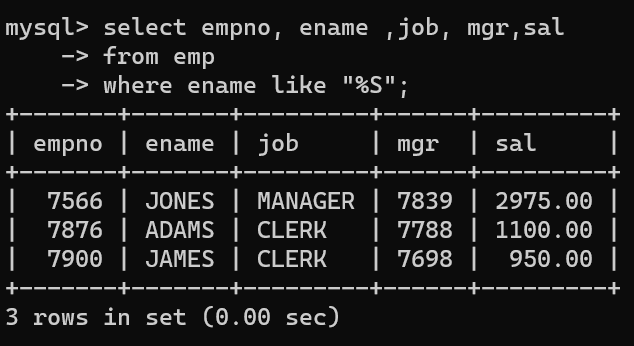 mysql> select empno, ename ,job, mgr,sal
    -> from emp
    -> where ename like "%S";
+-------+-------+---------+------+---------+
| empno | ename | job     | mgr  | sal     |
+-------+-------+---------+------+---------+
|  7566 | JONES | MANAGER | 7839 | 2975.00 |
|  7876 | ADAMS | CLERK   | 7788 | 1100.00 |
|  7900 | JAMES | CLERK   | 7698 |  950.00 |
+-------+-------+---------+------+---------+
3 rows in set (0.00 sec)